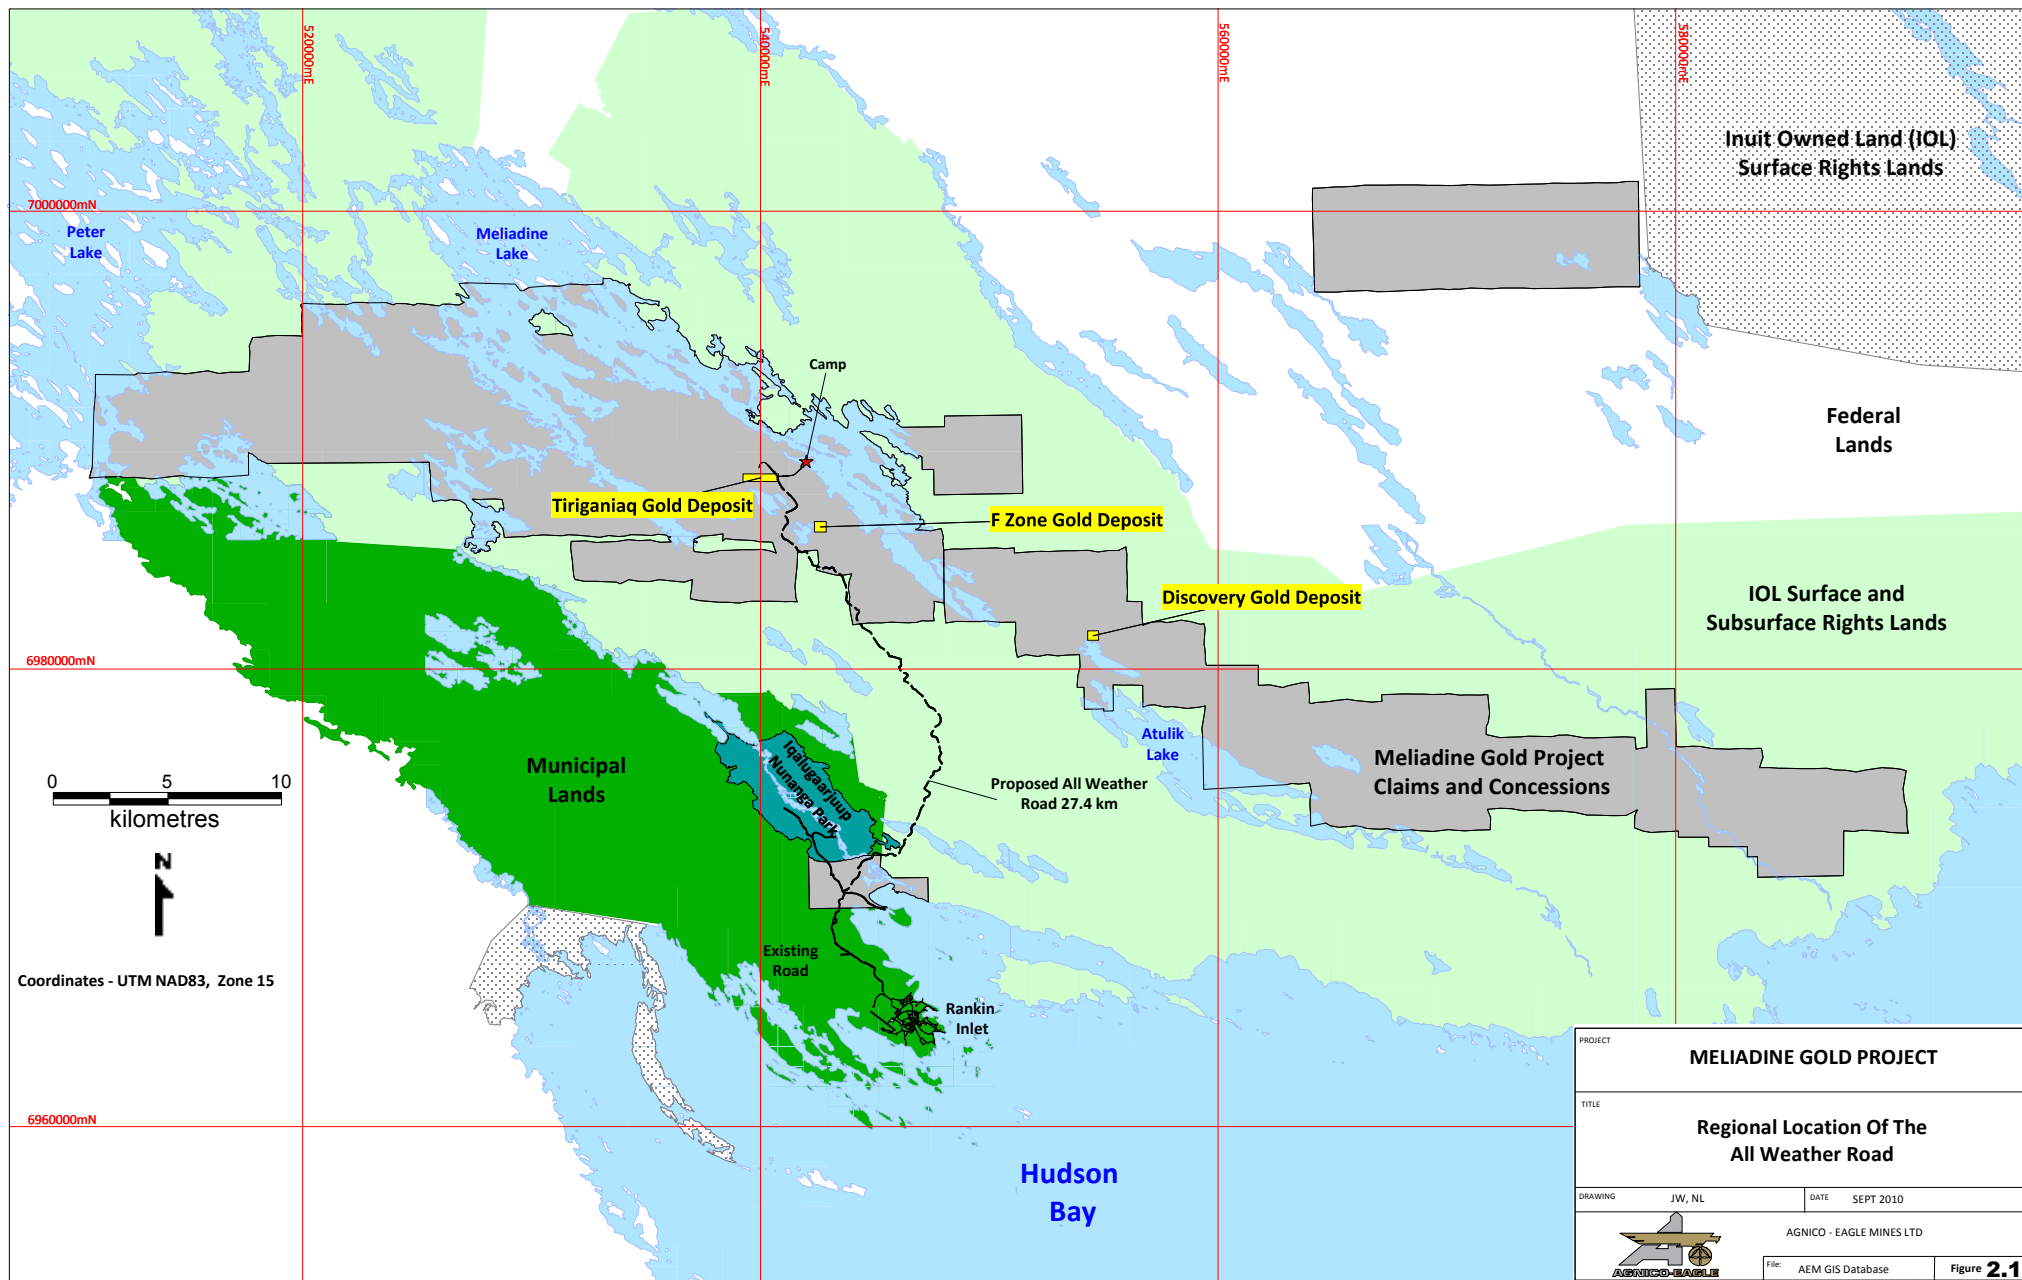 520000mE
540000mE
560000mE
580000mE
Inuit Owned Land (IOL)
Surface Rights Lands
7000000mN
Peter
Lake
Meliadine
Lake
Camp
Federal
Lands
Tiriganiaq Gold Deposit
F Zone Gold Deposit
Discovery Gold Deposit
IOL Surface and
Subsurface Rights Lands
6980000mN
Iqalugaarjuup
Nunanga Park
Atulik
Lake
Municipal
Lands
Meliadine Gold Project
Claims and Concessions
Proposed All Weather
Road 27.4 km
0 5 10
kilometres
N
Existing
Road
Coordinates - UTM NAD83, Zone 15
Rankin
Inlet
6960000mN
Hudson
Bay
PROJECT
MELIADINE GOLD PROJECT
TITLE
Regional Location Of The
All Weather Road
DRAWING JW, NL DATE SEPT 2010
AGNICO - EAGLE MINES LTD
AGNICO-EAGLE
File: AEM GIS Database Figure 2.1